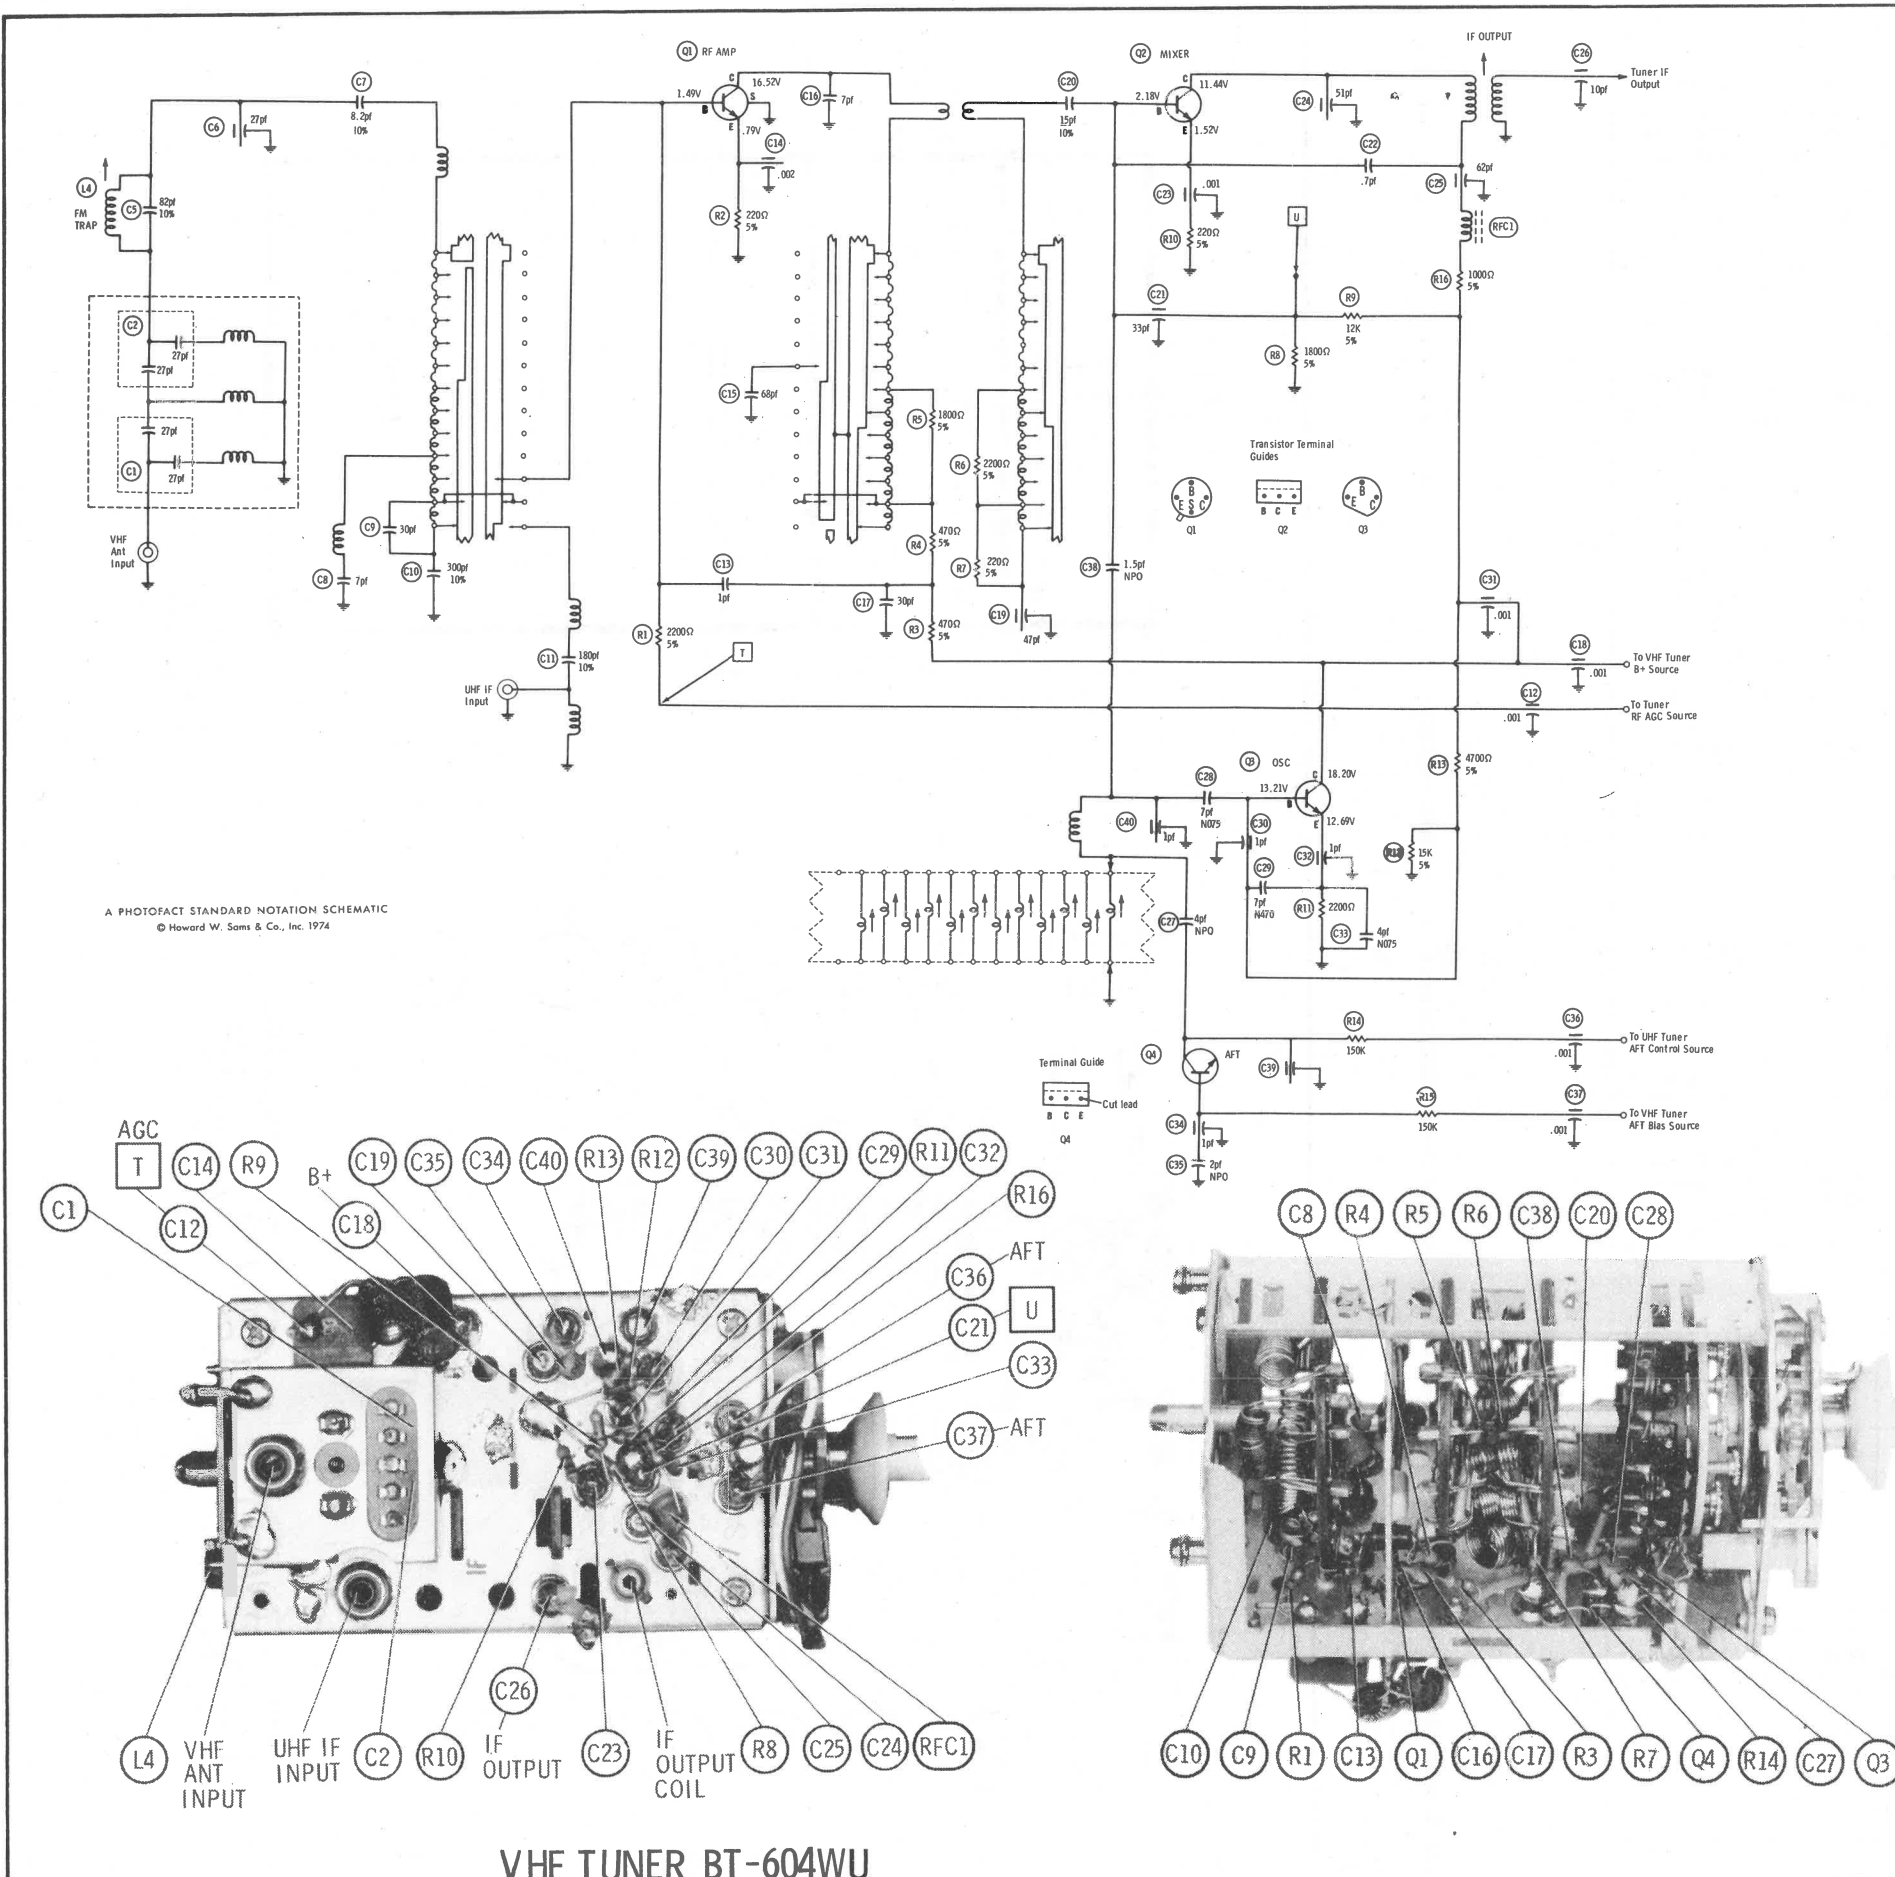 Q1 RF AMP
Q2 MIXER
IF OUTPUT
C26
10pf
Tuner IF
Output
C7
8.2pf
10%
C6
27pf
1.49V
B
C
16.52V
S
E
.79V
C16
7pf
C14
.002
R2
220Ω
5%
C20
15pf
10%
2.18V
B
C
11.44V
E
1.52V
C24
51pf
C22
.7pf
C25
62pf
RFC1
C23
.001
R10
220Ω
5%
U
R16
1000Ω
5%
L4
FM
TRAP
C5
82pf
10%
C2
27pf
27pf
27pf
C1
27pf
VHF
Ant
Input
C21
33pf
R9
12K
5%
R8
1800Ω
5%
C15
68pf
R5
1800Ω
5%
R6
2200Ω
5%
Transistor Terminal
Guides
B
E S C
Q1
B C E
Q2
B
E C
Q3
C9
30pf
C8
7pf
C10
300pf
10%
R4
470Ω
5%
R7
220Ω
5%
C38
1.5pf
NPO
C13
1pf
C17
30pf
R3
470Ω
5%
C19
47pf
C31
.001
R1
2200Ω
5%
T
C11
180pf
10%
UHF IF
Input
C18
.001
To VHF Tuner
B+ Source
C12
.001
To Tuner
RF AGC Source
R13
4700Ω
5%
Q3 OSC
C
18.20V
13.21V
B
E
12.69V
C28
7pf
N075
C40
1pf
C30
1pf
C32
1pf
R12
15K
5%
C29
7pf
N470
R11
2200Ω
C33
4pf
N075
C27
4pf
NPO
A PHOTOFACT STANDARD NOTATION SCHEMATIC
© Howard W. Sams & Co., Inc. 1974
R14
150K
C36
.001
To UHF Tuner
AFT Control Source
Q4
AFT
C39
Terminal Guide
Cut lead
B C E
Q4
R15
150K
C37
.001
To VHF Tuner
AFT Bias Source
C34
1pf
C35
2pf
NPO
AGC
T
C14
R9
B+
C19
C35
C34
C40
R13
R12
C39
C30
C31
C29
R11
C32
C1
C12
C18
R16
C36
AFT
C21
U
C33
C37
AFT
IF
L4
VHF
ANT
INPUT
UHF IF
INPUT
C2
R10
C26
IF
OUTPUT
C23
IF
OUTPUT
COIL
R8
C25
C24
RFC1
C8
R4
R5
R6
C38
C20
C28
C10
C9
R1
C13
Q1
C16
C17
R3
R7
Q4
R14
C27
Q3
VHF TUNER BT-604WU